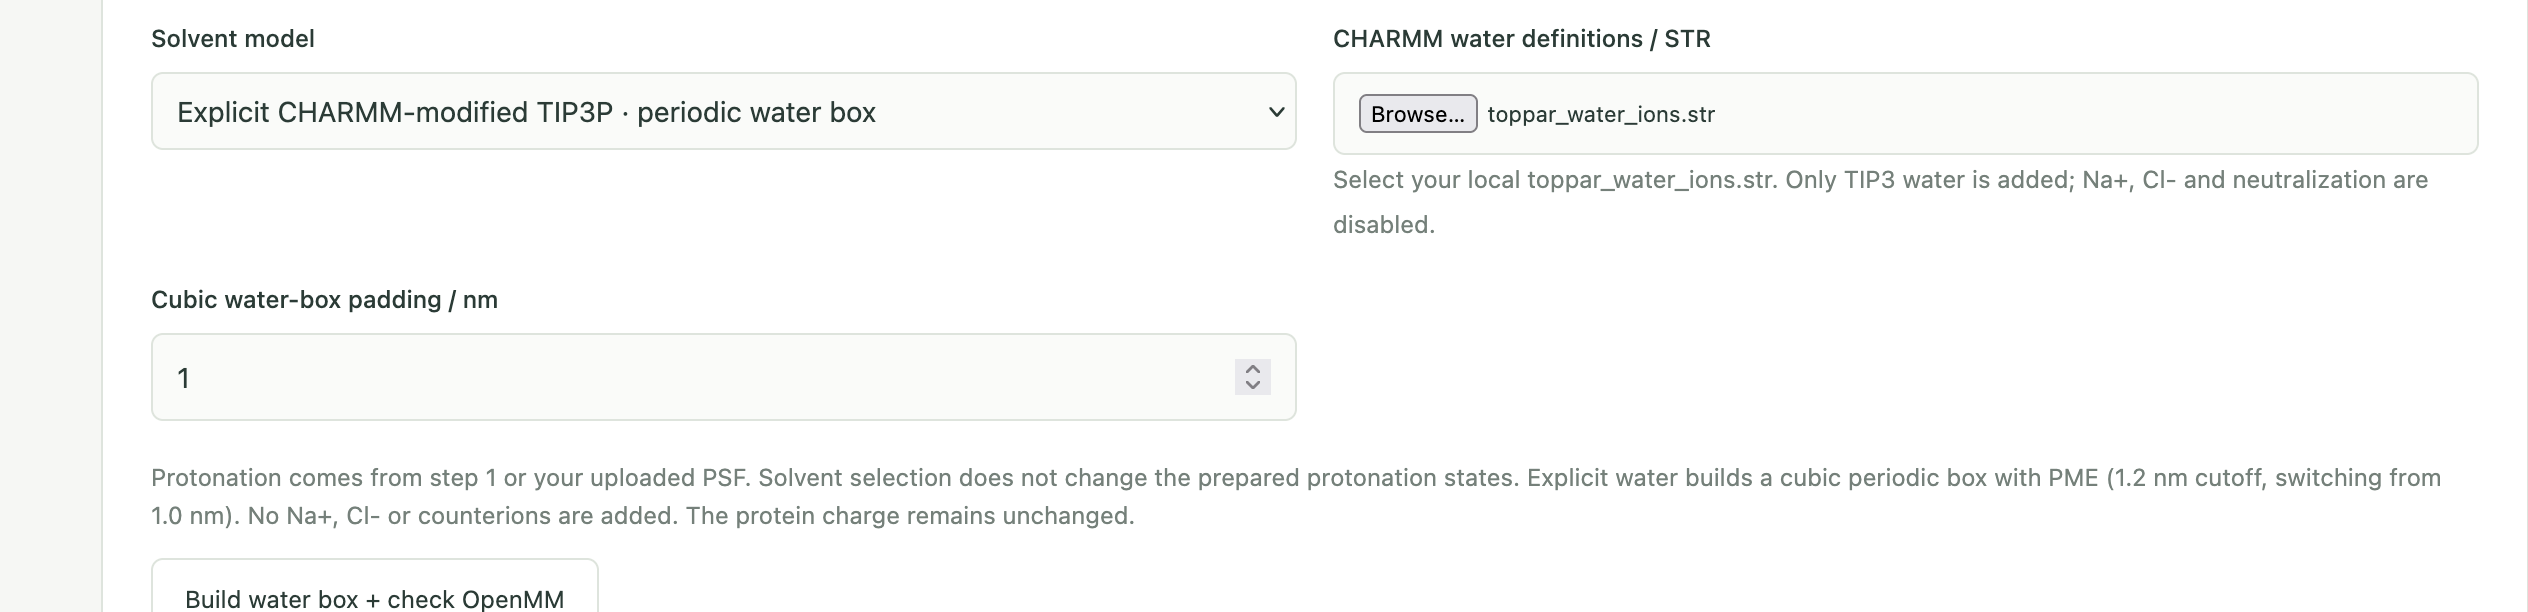 Solvent model
CHARMM water definitions / STR
Explicit CHARMM-modified TIP3P · periodic water box
Browse... toppar_water_ions.str
Select your local toppar_water_ions.str. Only TIP3 water is added; Na+, Cl- and neutralization are
disabled.
Cubic water-box padding / nm
1
Protonation comes from step 1 or your uploaded PSF. Solvent selection does not change the prepared protonation states. Explicit water builds a cubic periodic box with PME (1.2 nm cutoff, switching from
1.0 nm). No Na+, Cl- or counterions are added. The protein charge remains unchanged.
Build water box + check OpenMM